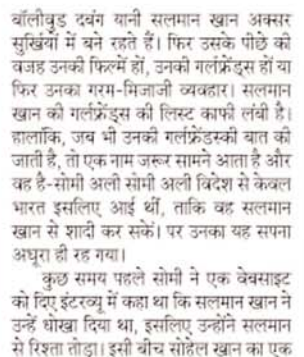 बॉलीवुड दबंग यानी सलमान खान अक्सर
सुर्खियों में बने रहते हैं। फिर उसके पीछे की
वजह उनकी फिल्में हों, उनकी गर्लफ्रेंड्स हों या
फिर उनका गरम-मिजाजी व्यवहार। सलमान
खान की गर्लफ्रेंड्स की लिस्ट काफी लंबी है।
हालांकि, जब भी उनकी गर्लफ्रेंडस्की बात की
जाती है, तो एक नाम जरूर सामने आता है और
वह है-सोमी अली सोमी अली विदेश से केवल
भारत इसलिए आई थीं, ताकि वह सलमान
खान से शादी कर सकें। पर उनका यह सपना
अधूरा ही रह गया।
कुछ समय पहले सोमी ने एक वेबसाइट
को दिए इंटरव्यू में कहा था कि सलमान खान ने
उन्हें धोखा दिया था, इसलिए उन्होंने सलमान
से रिश्ता तोड़ा। इसी बीच सोहेल खान का एक